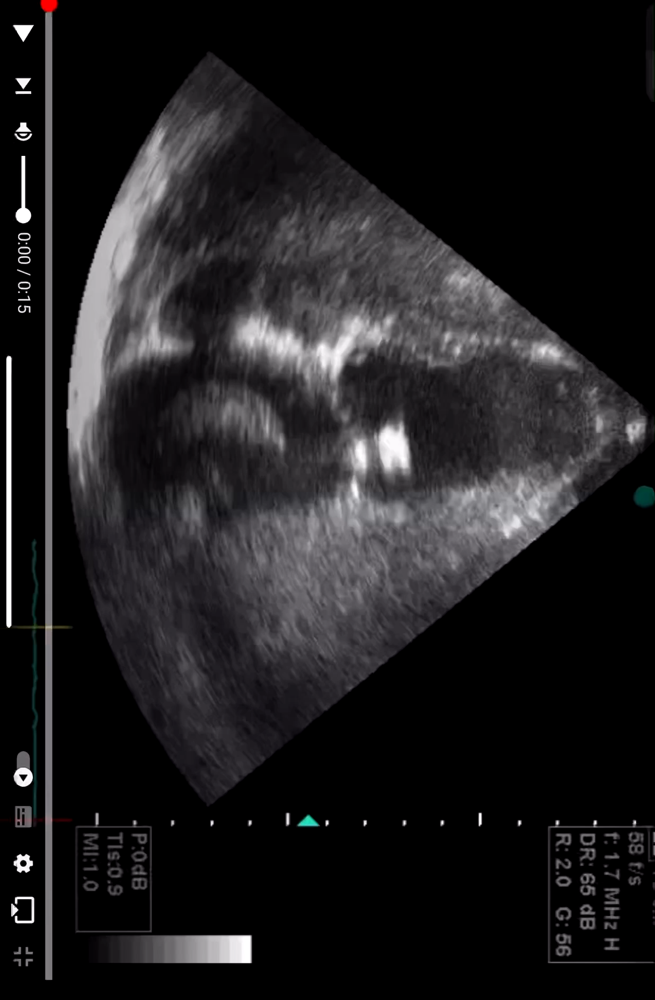 0:00 / 0:15
58 f/s
f: 1.7 MHz H
DR: 65 dB
R: 2.0 G: 56
P:0dB
TIs:0.9
MI:1.0